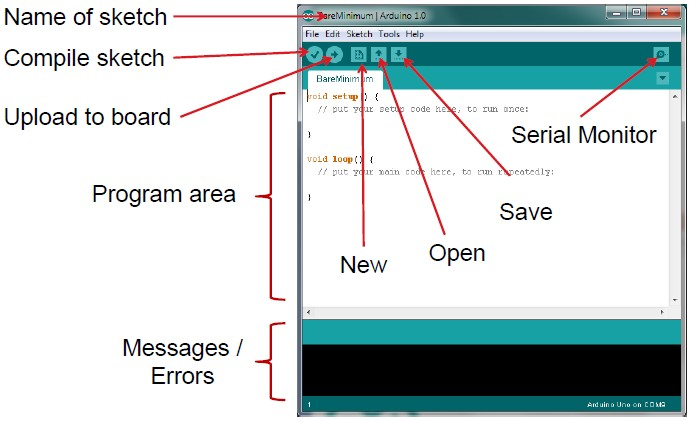 Name of sketch
BareMinimum | Arduino 1.0
File Edit Sketch Tools Help
Compile sketch
BareMinimum
Upload to board
void setup() {
// put your setup code here, to run once:
}
Serial Monitor
void loop() {
// put your main code here, to run repeatedly:
}
Program area
Save
Open
New
Messages /
Errors
1
Arduino Uno on COM9